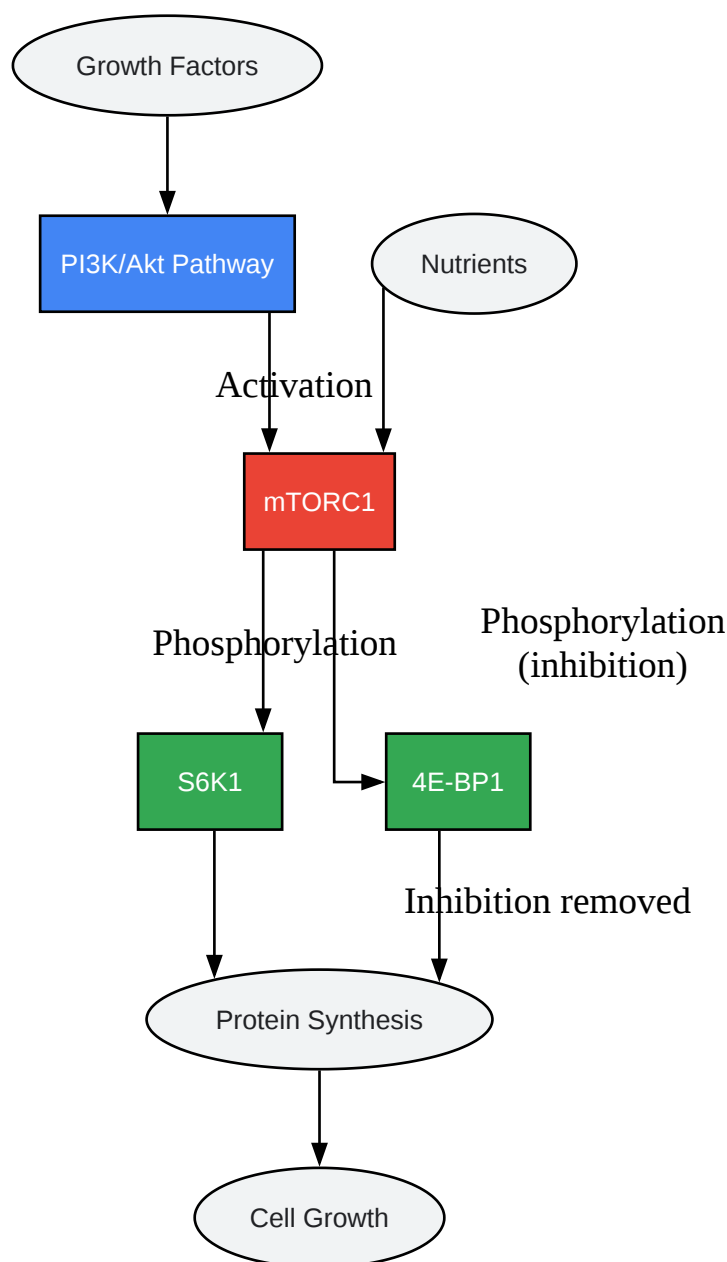 Growth Factors
PI3K/Akt Pathway
Nutrients
Activation
mTORC1
Phosphorylation
Phosphorylation
(inhibition)
S6K1
4E-BP1
Inhibition removed
Protein Synthesis
Cell Growth